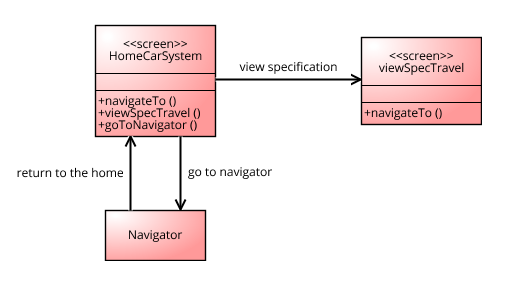 <<screen>>
HomeCarSystem
+navigateTo ()
+viewSpecTravel ()
+goToNavigator ()
view specification
<<screen>>
viewSpecTravel
+navigateTo ()
return to the home
go to navigator
Navigator